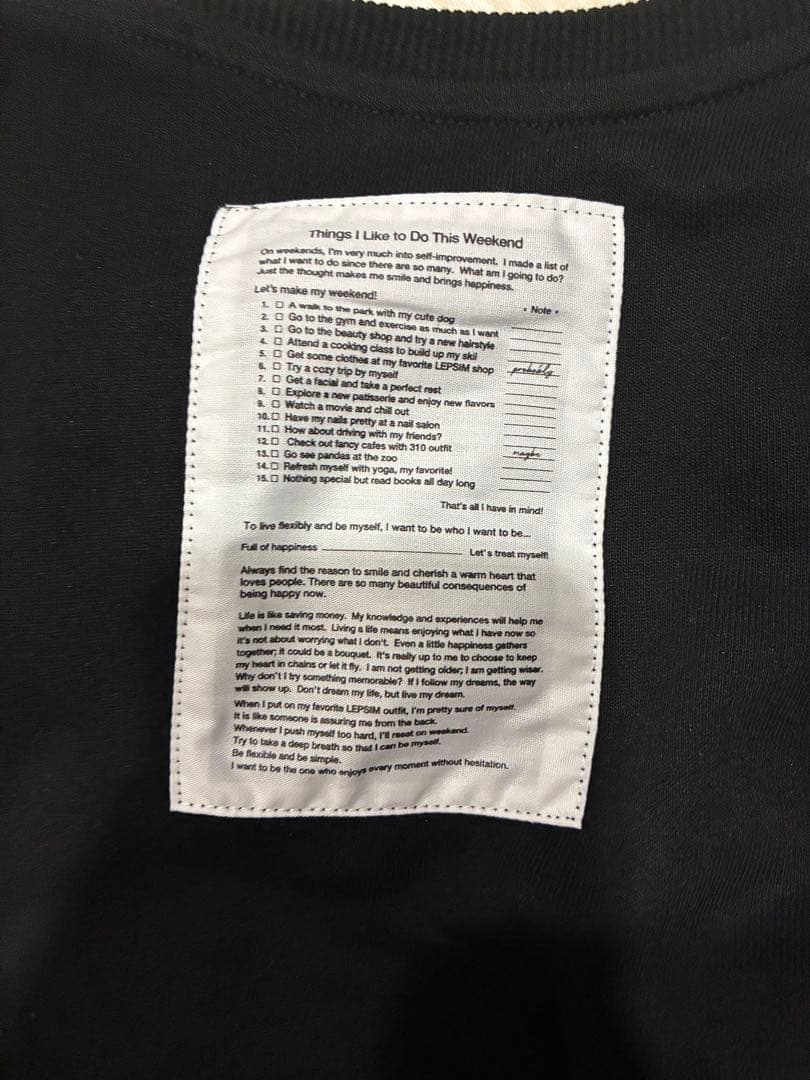 Things I Like to Do This Weekend
On weekends, I'm very much into self-improvement. I made a list of
what I want to do since there are so many. What am I going to do?
Just the thought makes me smile and brings happiness.
Let's make my weekend!
• Note •
1. □ A walk to the park with my cute dog
2. □ Go to the gym and exercise as much as I want
3. □ Go to the beauty shop and try a new hairstyle
4. □ Attend a cooking class to build up my skil
5. □ Get some clothes at my favorite LEPSIM shop probably
6. □ Try a cozy trip by myself
7. □ Get a facial and take a perfect rest
8. □ Explore a new patisserie and enjoy new flavors
9. □ Watch a movie and chill out
10. □ Have my nails pretty at a nail salon
11. □ How about driving with my friends?
12. □ Check out fancy cafes with 310 outfit maybe
13. □ Go see pandas at the zoo
14. □ Refresh myself with yoga, my favorite!
15. □ Nothing special but read books all day long
That's all I have in mind!
To live flexibly and be myself, I want to be who I want to be...
Full of happiness Let's treat myself!
Always find the reason to smile and cherish a warm heart that
loves people. There are so many beautiful consequences of
being happy now.
Life is like saving money. My knowledge and experiences will help me
when I need it most. Living a life means enjoying what I have now so
it's not about worrying what I don't. Even a little happiness gathers
together; it could be a bouquet. It's really up to me to choose to keep
my heart in chains or let it fly. I am not getting older; I am getting wiser.
Why don't I try something memorable? If I follow my dreams, the way
will show up. Don't dream my life, but live my dream.
When I put on my favorite LEPSIM outfit, I'm pretty sure of myself.
It is like someone is assuring me from the back.
Whenever I push myself too hard, I'll reset on weekend.
Try to take a deep breath so that I can be myself.
Be flexible and be simple.
I want to be the one who enjoys every moment without hesitation.